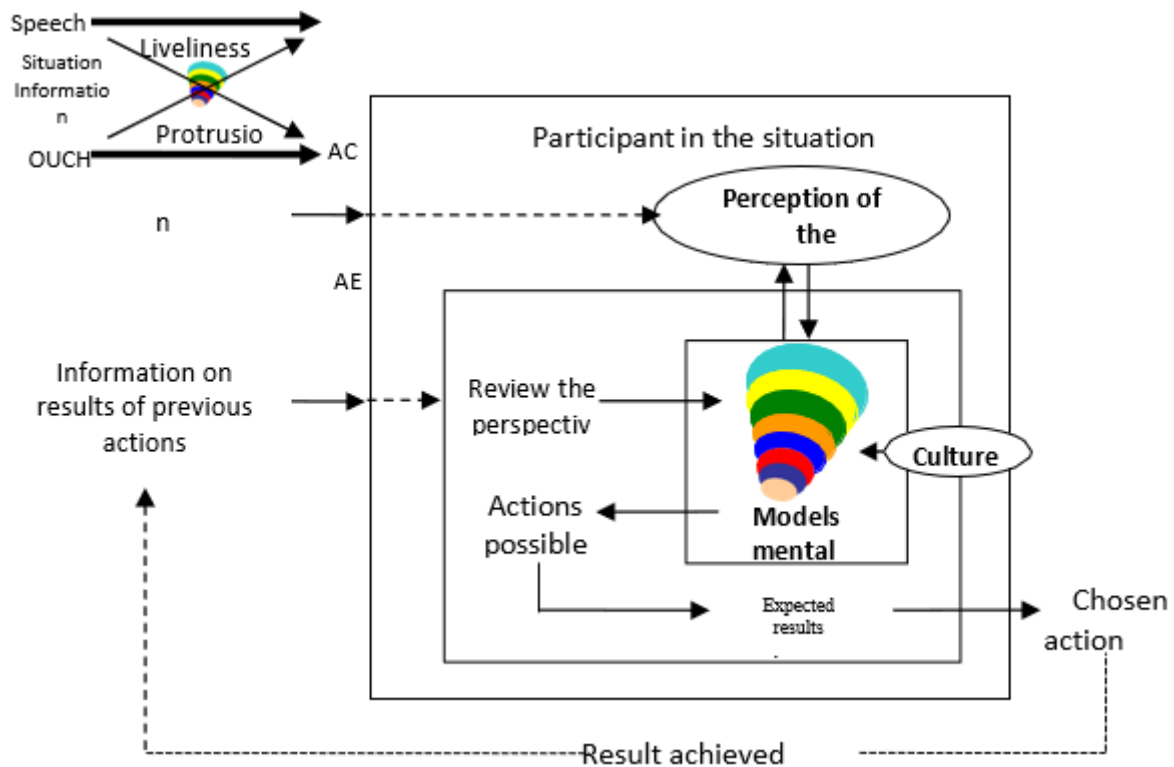 Speech
Liveliness
Situation
Informatio
n
Protrusio
OUCH
AC
n
AE
Participant in the situation
Perception of
the
Information on
results of previous
actions
Review the
perspectiv
Culture
Models
mental
Actions
possible
Expected
results
.
Chosen
action
Result achieved